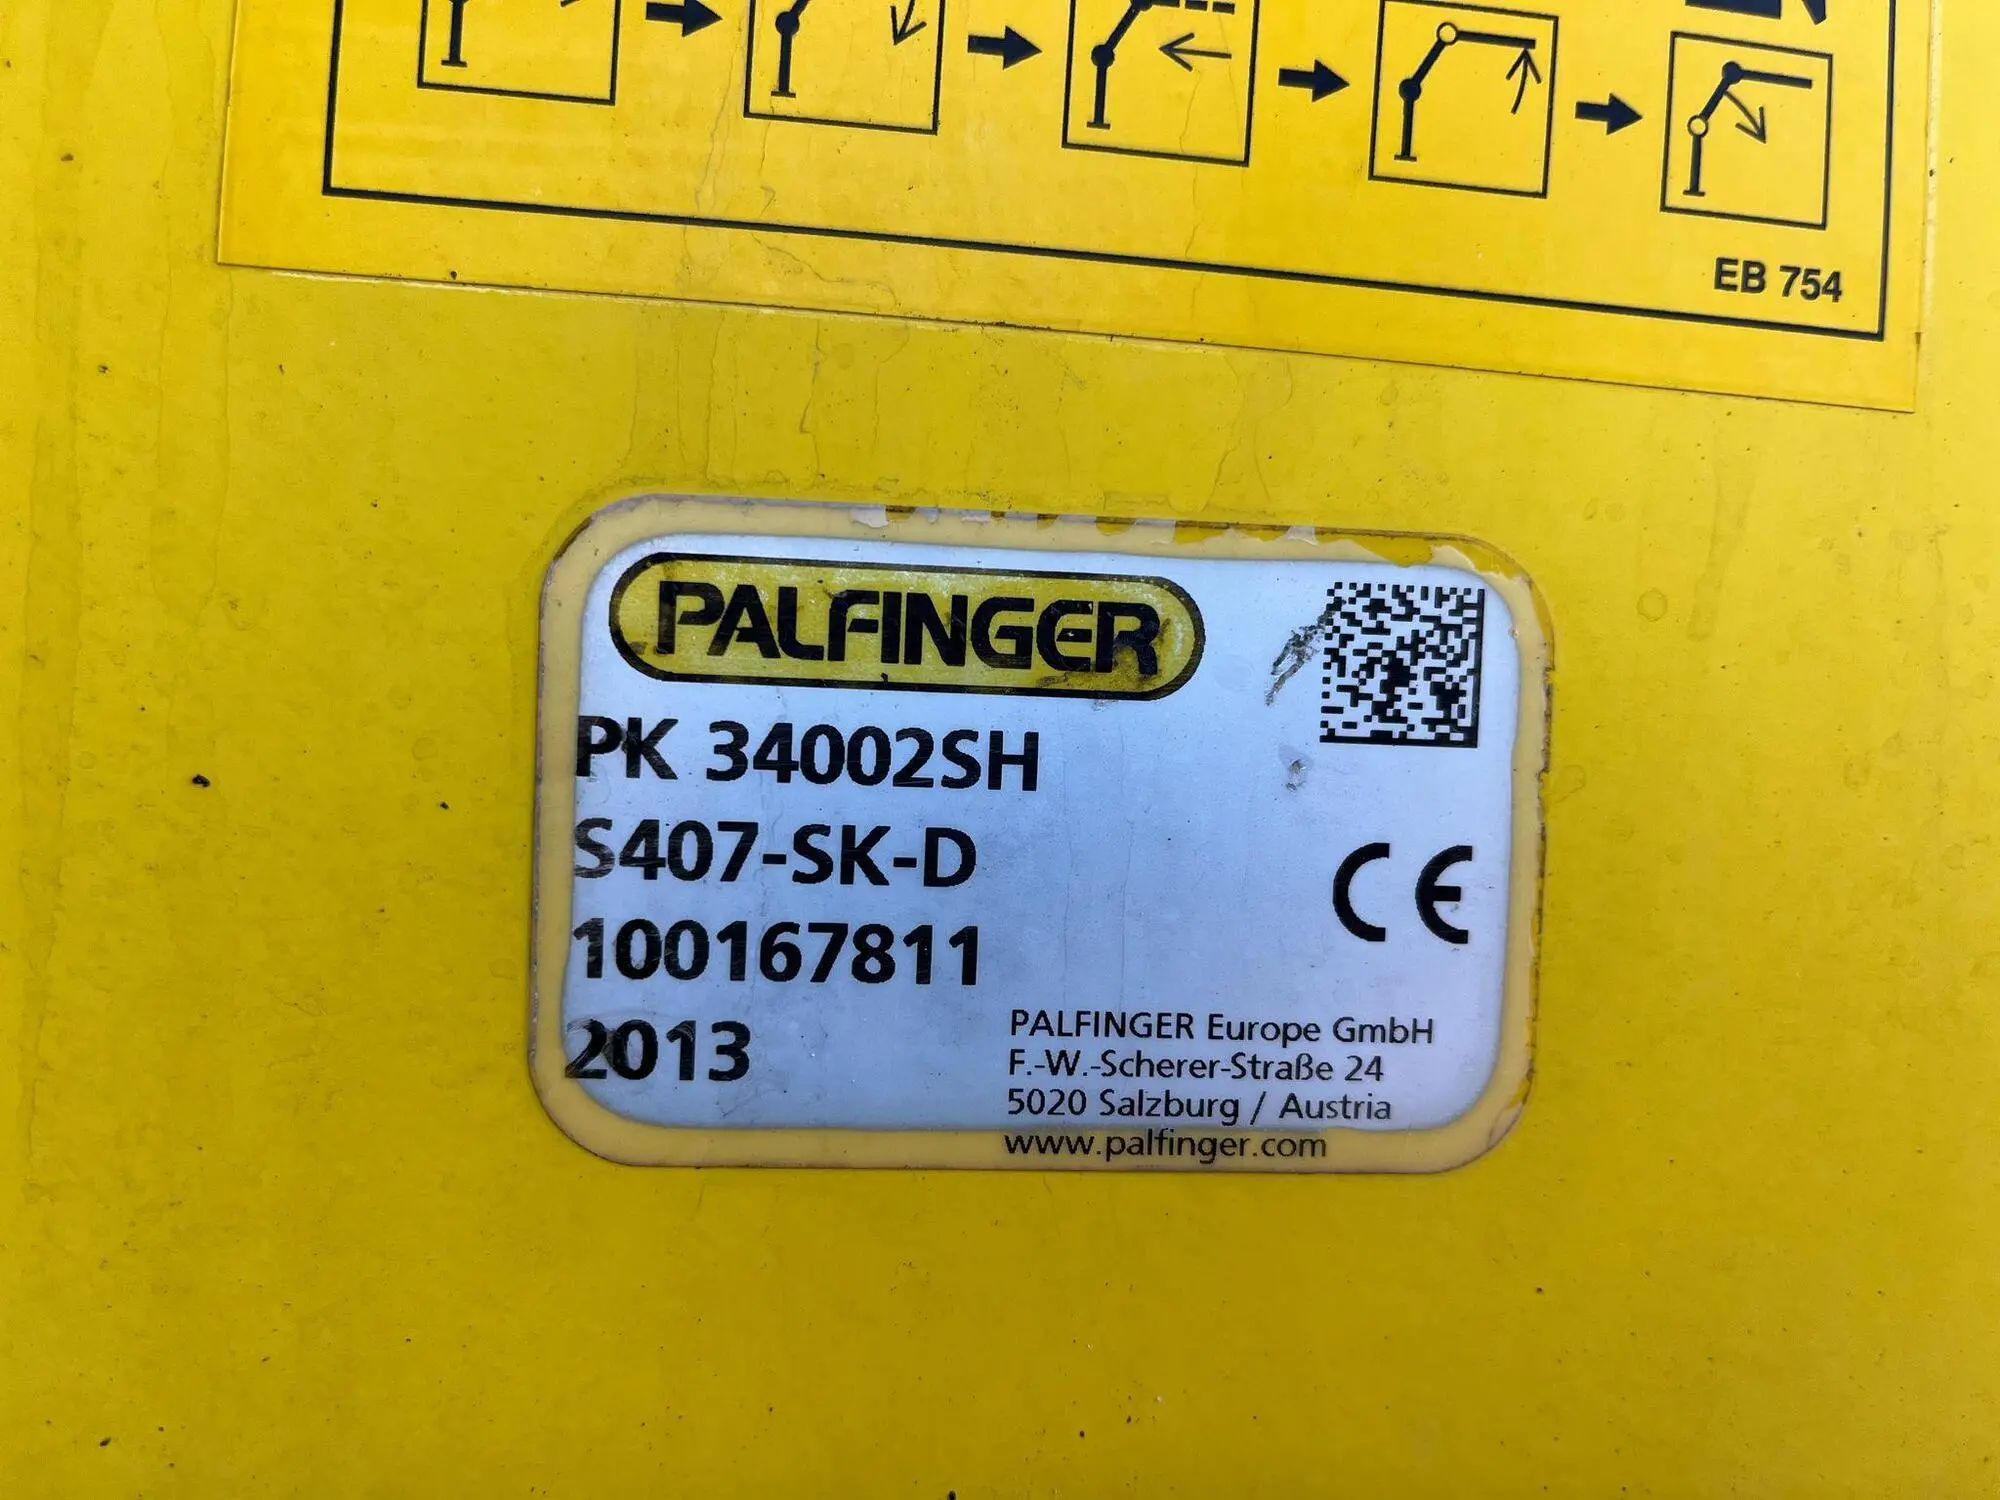 EB 754
PALFINGER
PK 34002SH
S407-SK-D
100167811
2013
CE
PALFINGER Europe GmbH
F.-W.-Scherer-Straße 24
5020 Salzburg / Austria
www.palfinger.com